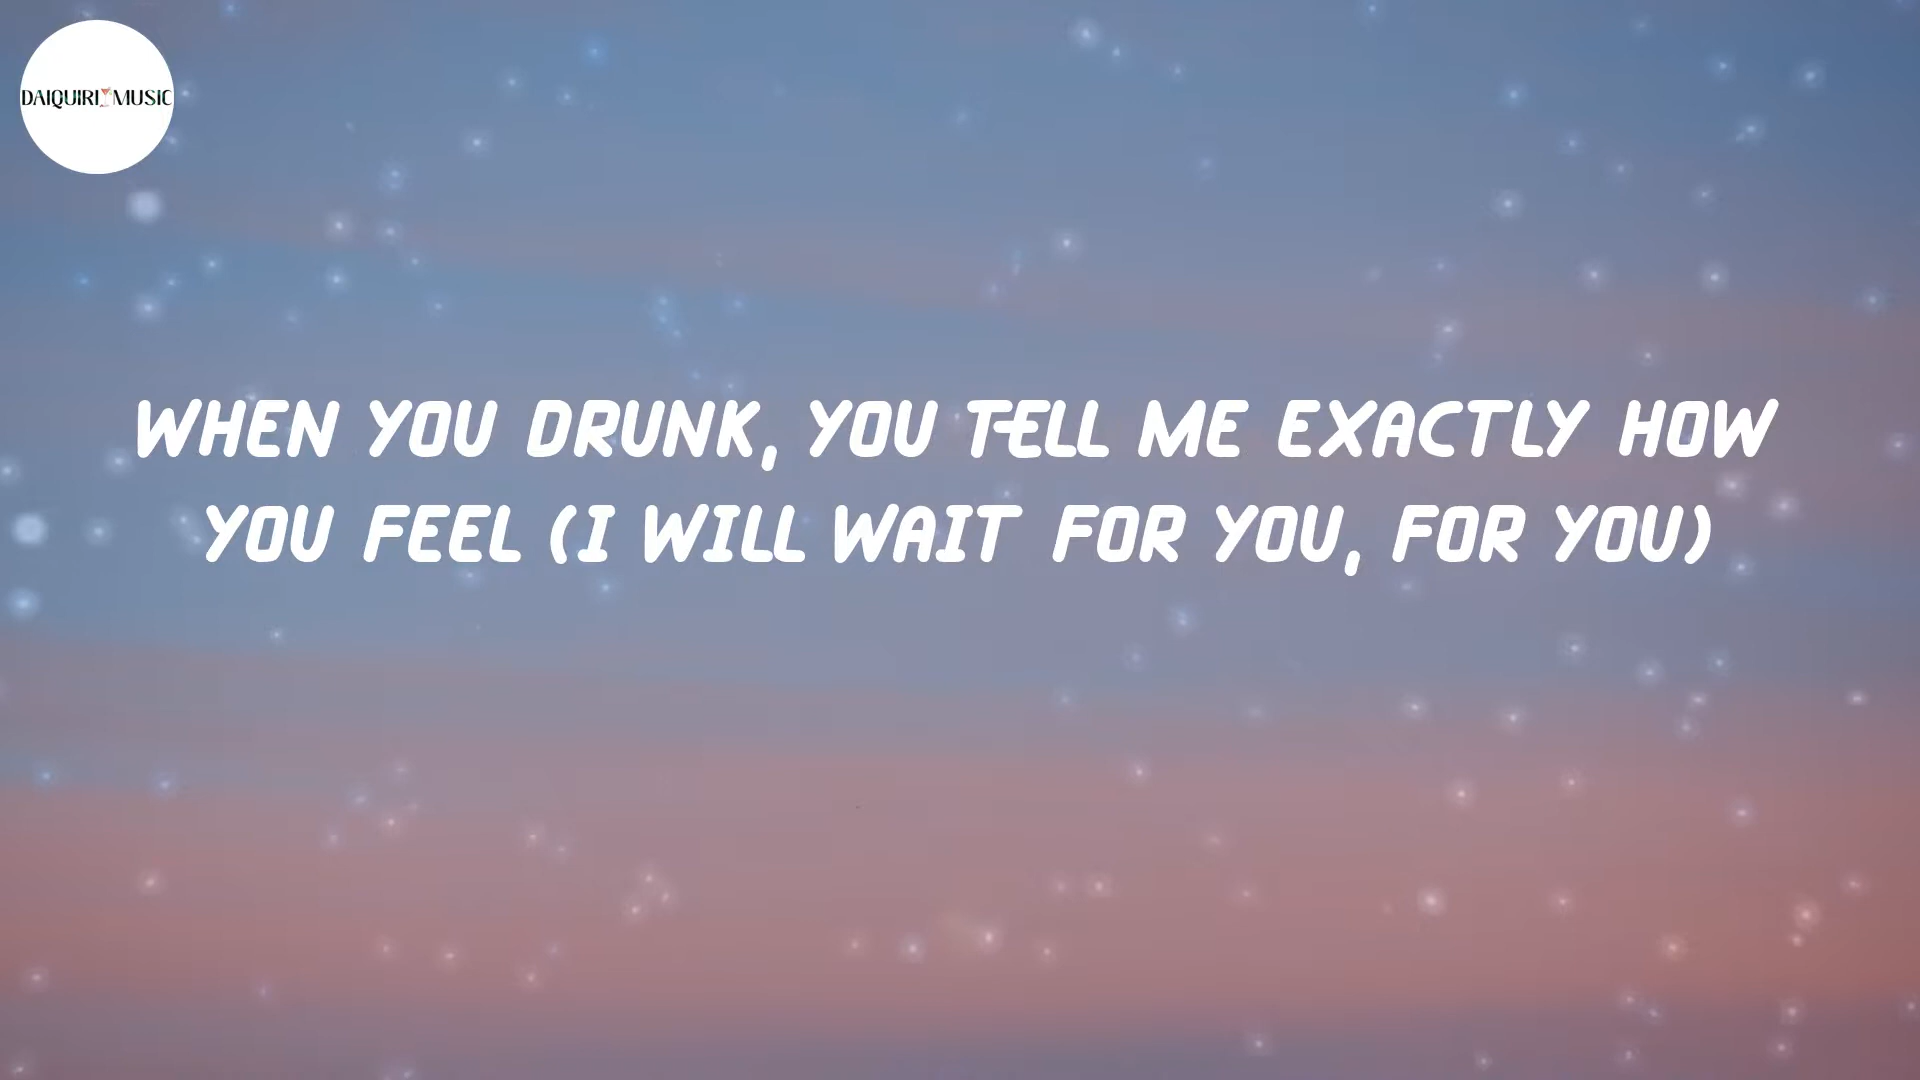 DAIQUIRI MUSIC
WHEN YOU DRUNK, YOU TELL ME EXACTLY HOW
YOU FEEL (I WILL WAIT FOR YOU, FOR YOU)